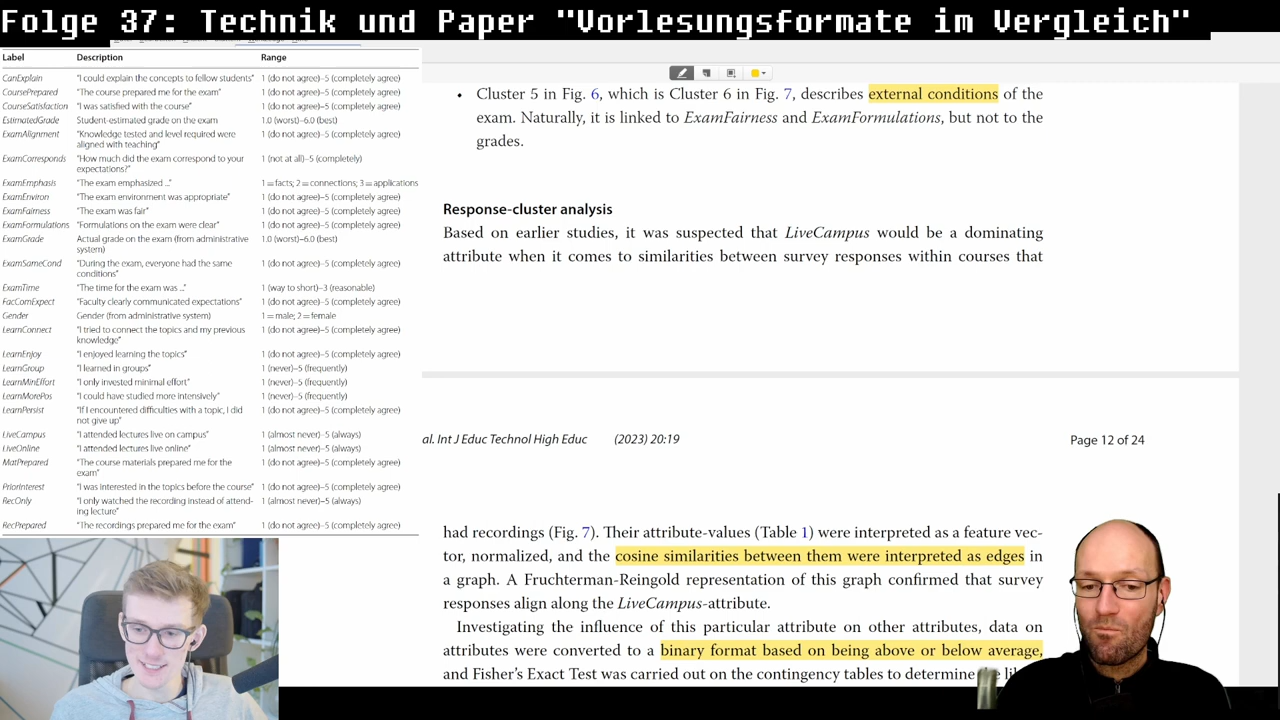 Folge 37: Technik und Paper "Vorlesungsformate im Vergleich"
Label Description Range
CanExplain "I could explain the concepts to fellow students" 1 (do not agree)–5 (completely agree)
CoursePrepared "The course prepared me for the exam" 1 (do not agree)–5 (completely agree)
CourseSatisfaction "I was satisfied with the course" 1 (do not agree)–5 (completely agree)
EstimatedGrade Student-estimated grade on the exam 1.0 (worst)–6.0 (best)
ExamAlignment "Knowledge tested and level required were 1 (do not agree)–5 (completely agree)
aligned with teaching"
ExamCorresponds "How much did the exam correspond to your 1 (not at all)–5 (completely)
expectations?"
ExamEmphasis "The exam emphasized ..." 1 = facts; 2 = connections; 3 = applications
ExamEnviron "The exam environment was appropriate" 1 (do not agree)–5 (completely agree)
ExamFairness "The exam was fair" 1 (do not agree)–5 (completely agree)
ExamFormulations "Formulations on the exam were clear" 1 (do not agree)–5 (completely agree)
ExamGrade Actual grade on the exam (from administrative 1.0 (worst)–6.0 (best)
system)
ExamSameCond "During the exam, everyone had the same 1 (do not agree)–5 (completely agree)
conditions"
ExamTime "The time for the exam was ..." 1 (way to short)–3 (reasonable)
FacComExpect "Faculty clearly communicated expectations" 1 (do not agree)–5 (completely agree)
Gender Gender (from administrative system) 1 = male; 2 = female
LearnConnect "I tried to connect the topics and my previous 1 (do not agree)–5 (completely agree)
knowledge"
LearnEnjoy "I enjoyed learning the topics" 1 (do not agree)–5 (completely agree)
LearnGroup "I learned in groups" 1 (never)–5 (frequently)
LearnMinEffort "I only invested minimal effort" 1 (never)–5 (frequently)
LearnMorePos "I could have studied more intensively" 1 (never)–5 (frequently)
LearnPersist "If I encountered difficulties with a topic, I did 1 (do not agree)–5 (completely agree)
not give up"
LiveCampus "I attended lectures live on campus" 1 (almost never)–5 (always)
LiveOnline "I attended lectures live online" 1 (almost never)–5 (always)
MatPrepared "The course materials prepared me for the 1 (do not agree)–5 (completely agree)
exam"
PriorInterest "I was interested in the topics before the course" 1 (do not agree)–5 (completely agree)
RecOnly "I only watched the recording instead of attend- 1 (almost never)–5 (always)
ing lecture"
RecPrepared "The recordings prepared me for the exam" 1 (do not agree)–5 (completely agree)
• Cluster 5 in Fig. 6, which is Cluster 6 in Fig. 7, describes external conditions of the
exam. Naturally, it is linked to ExamFairness and ExamFormulations, but not to the
grades.
Response-cluster analysis
Based on earlier studies, it was suspected that LiveCampus would be a dominating
attribute when it comes to similarities between survey responses within courses that
al. Int J Educ Technol High Educ (2023) 20:19 Page 12 of 24
had recordings (Fig. 7). Their attribute-values (Table 1) were interpreted as a feature vec-
tor, normalized, and the cosine similarities between them were interpreted as edges in
a graph. A Fruchterman-Reingold representation of this graph confirmed that survey
responses align along the LiveCampus-attribute.
Investigating the influence of this particular attribute on other attributes, data on
attributes were converted to a binary format based on being above or below average,
and Fisher's Exact Test was carried out on the contingency tables to determine